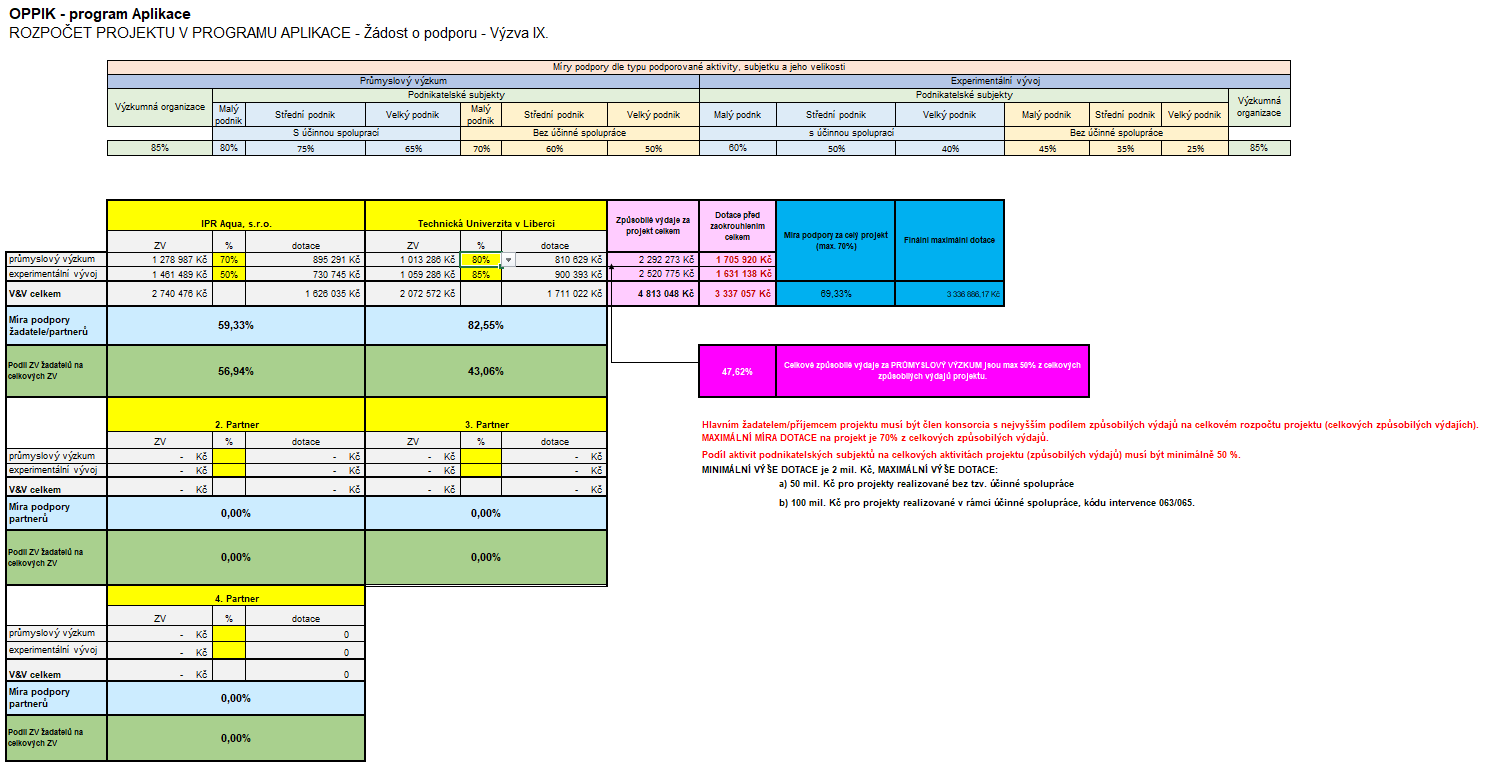 OPPIK - program Aplikace
ROZPOČET PROJEKTU V PROGRAMU APLIKACE - Žádost o podporu - Výzva IX.
Míry podpory dle typu podporované aktivity, subjektu a jeho velikosti
Průmyslový výzkum Experimentální vývoj
Výzkumná organizace Podnikatelské subjekty Podnikatelské subjekty Výzkumná organizace
Malý podnik Střední podnik Velký podnik Malý podnik Střední podnik Velký podnik Malý podnik Střední podnik Velký podnik Malý podnik Střední podnik Velký podnik
S účinnou spoluprací Bez účinné spolupráce s účinnou spoluprací Bez účinné spolupráce
85% 80% 75% 65% 70% 60% 50% 60% 50% 40% 45% 35% 25% 85%
IPR Aqua, s.r.o. Technická Univerzita v Liberci Způsobilé výdaje za projekt celkem Dotace před zaokrouhlením celkem Míra podpory za celý projekt (max. 70%) Finální maximální dotace
ZV % dotace ZV % dotace
průmyslový výzkum 1 278 987 Kč 70% 895 291 Kč 1 013 286 Kč 80% 810 629 Kč 2 292 273 Kč 1 705 920 Kč
experimentální vývoj 1 461 489 Kč 50% 730 745 Kč 1 059 286 Kč 85% 900 393 Kč 2 520 775 Kč 1 631 138 Kč
V&V celkem 2 740 476 Kč 1 626 035 Kč 2 072 572 Kč 1 711 022 Kč 4 813 048 Kč 3 337 057 Kč 69,33% 3 336 886,17 Kč
Míra podpory žadatele/partnerů 59,33% 82,55%
Podíl ZV žadatelů na celkových ZV 56,94% 43,06%
47,62% Celkové způsobilé výdaje za PRŮMYSLOVÝ VÝZKUM jsou max 50% z celkových způsobilých výdajů projektu.
2. Partner 3. Partner
ZV % dotace ZV % dotace
průmyslový výzkum - Kč - Kč - Kč - Kč
experimentální vývoj - Kč - Kč - Kč - Kč
V&V celkem - Kč - Kč - Kč - Kč
Míra podpory partnerů 0,00% 0,00%
Podíl ZV žadatelů na celkových ZV 0,00% 0,00%
Hlavním žadatelem/příjemcem projektu musí být člen konsorcia s nejvyšším podílem způsobilých výdajů na celkovém rozpočtu projektu (celkových způsobilých výdajích).
MAXIMÁLNÍ MÍRA DOTACE na projekt je 70% z celkových způsobilých výdajů.
Podíl aktivit podnikatelských subjektů na celkových aktivitách projektu (způsobilých výdajů) musí být minimálně 50 %.
MINIMÁLNÍ VÝŠE DOTACE je 2 mil. Kč, MAXIMÁLNÍ VÝŠE DOTACE:
a) 50 mil. Kč pro projekty realizované bez tzv. účinné spolupráce
b) 100 mil. Kč pro projekty realizované v rámci účinné spolupráce, kódu intervence 063/065.
4. Partner
ZV % dotace
průmyslový výzkum - Kč 0
experimentální vývoj - Kč 0
V&V celkem - Kč 0
Míra podpory partnerů 0,00%
Podíl ZV žadatelů na celkových ZV 0,00%